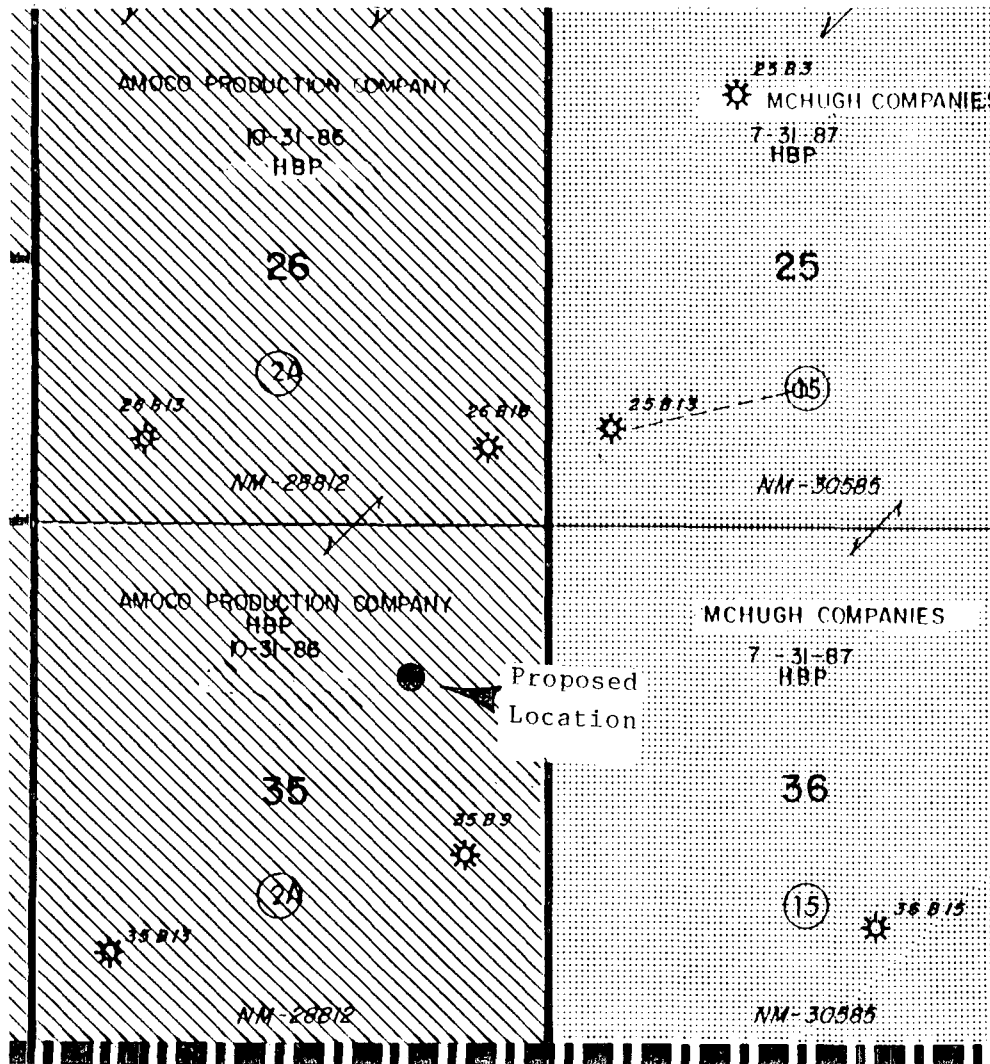 AMOCO PRODUCTION COMPANY
10-31-86
HBP
26
2A
26 B13
26 B16
NM-28812
25 B3
MCHUGH COMPANIES
7-31-87
HBP
25
15
25 B13
NM-30585
AMOCO PRODUCTION COMPANY
HBP
10-31-86
Proposed
Location
35
35 B9
2A
35 B13
NM-28812
MCHUGH COMPANIES
7-31-87
HBP
36
15
36 B15
NM-30585